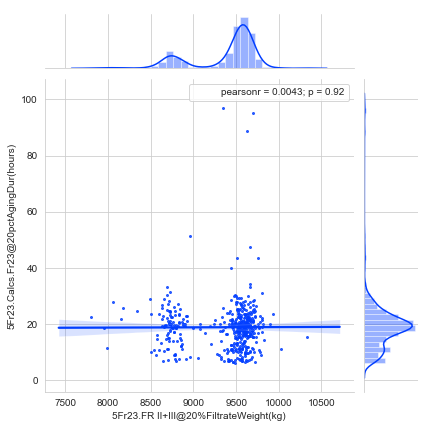 pearsonr = 0.0043; p = 0.92
100
80
60
40
20
0
5Fr23.Calcs.Fr23@20pctAgingDur(hours)
7500 8000 8500 9000 9500 10000 10500
5Fr23.FR II+III@20%FiltrateWeight(kg)